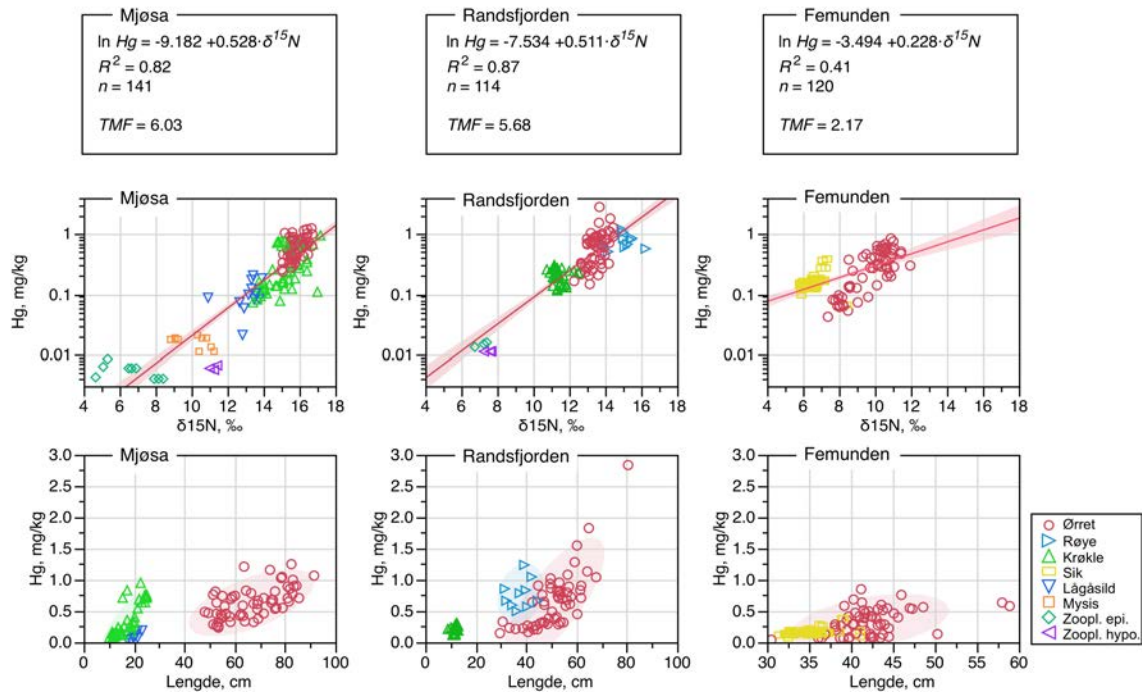 Mjøsa
ln Hg = -9.182 +0.528·δ15N
R2 = 0.82
n = 141
TMF = 6.03
Randsfjorden
ln Hg = -7.534 +0.511·δ15N
R2 = 0.87
n = 114
TMF = 5.68
Femunden
ln Hg = -3.494 +0.228·δ15N
R2 = 0.41
n = 120
TMF = 2.17
Mjøsa
Hg, mg/kg
1
0.1
0.01
4 6 8 10 12 14 16 18
δ15N, ‰
Randsfjorden
Hg, mg/kg
1
0.1
0.01
4 6 8 10 12 14 16 18
δ15N, ‰
Femunden
Hg, mg/kg
1
0.1
0.01
4 6 8 10 12 14 16 18
δ15N, ‰
Mjøsa
Hg, mg/kg
3.0
2.5
2.0
1.5
1.0
0.5
0.0
0 20 40 60 80 100
Lengde, cm
Randsfjorden
Hg, mg/kg
3.0
2.5
2.0
1.5
1.0
0.5
0.0
0 20 40 60 80 100
Lengde, cm
Femunden
Hg, mg/kg
3.0
2.5
2.0
1.5
1.0
0.5
0.0
30 35 40 45 50 55 60
Lengde, cm
Ørret
Røye
Krøkle
Sik
Lågåsild
Mysis
Zoopl. epi.
Zoopl. hypo.